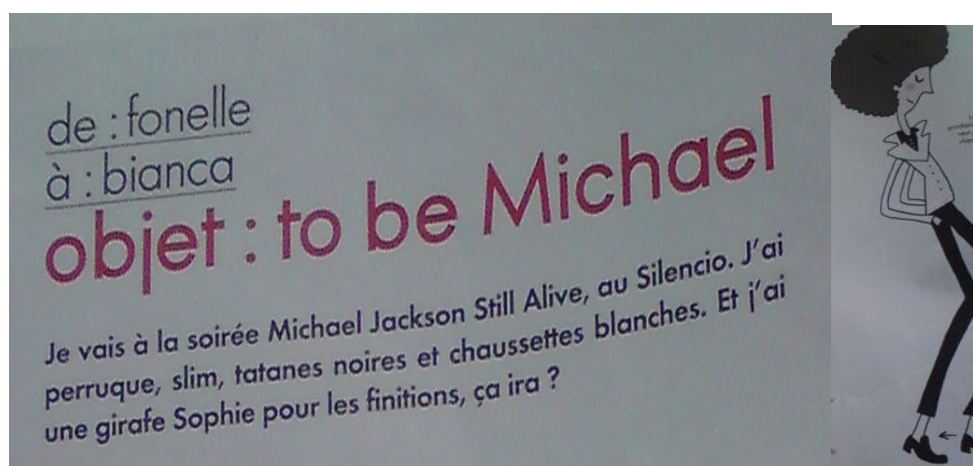 de : fonelle
à : bianca
objet : to be Michael
Je vais à la soirée Michael Jackson Still Alive, au Silencio. J'ai
perruque, slim, tatanes noires et chaussettes blanches. Et j'ai
une girafe Sophie pour les finitions, ça ira ?